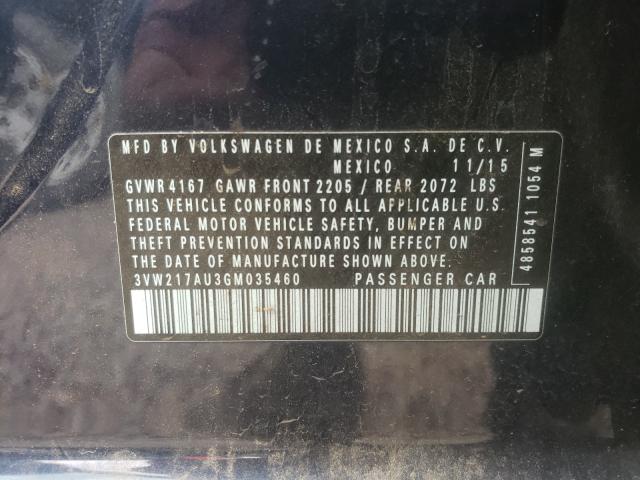 MFD BY VOLKSWAGEN DE MEXICO S.A. DE C.V.
MEXICO 11/15
GVWR 4167 GAWR FRONT 2205 / REAR 2072 LBS
THIS VEHICLE CONFORMS TO ALL APPLICABLE U.S.
FEDERAL MOTOR VEHICLE SAFETY, BUMPER AND
THEFT PREVENTION STANDARDS IN EFFECT ON
THE DATE OF MANUFACTURE SHOWN ABOVE.
3VW217AU3GM035460 PASSENGER CAR
4858541 1054 M